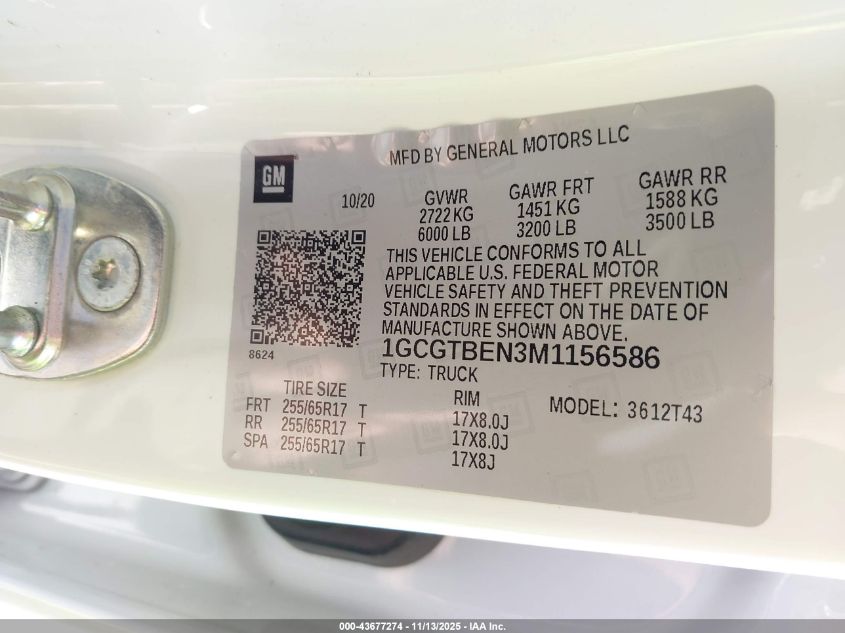 MFD BY GENERAL MOTORS LLC
GM
10/20
GVWR GAWR FRT GAWR RR
2722 KG 1451 KG 1588 KG
6000 LB 3200 LB 3500 LB
THIS VEHICLE CONFORMS TO ALL
APPLICABLE U.S. FEDERAL MOTOR
VEHICLE SAFETY AND THEFT PREVENTION
STANDARDS IN EFFECT ON THE DATE OF
MANUFACTURE SHOWN ABOVE.
8624
1GCGTBEN3M1156586
TYPE: TRUCK
TIRE SIZE RIM
FRT 255/65R17 T 17X8.0J
RR 255/65R17 T 17X8.0J
SPA 255/65R17 T 17X8J
MODEL: 3612T43
000-43677274 - 11/13/2025 - IAA Inc.